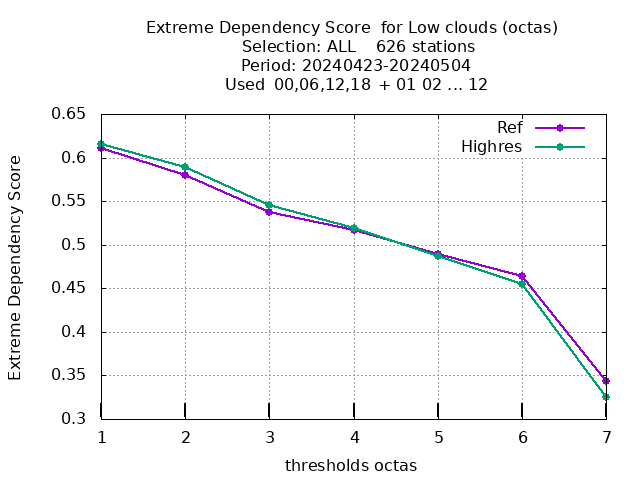 Extreme Dependency Score  for Low clouds (octas)
Selection: ALL    626 stations
Period: 20240423-20240504
Used  00,06,12,18  + 01 02 ... 12
Ref
Highres
Extreme Dependency Score
0.65
0.6
0.55
0.5
0.45
0.4
0.35
0.3
1 2 3 4 5 6 7
thresholds octas